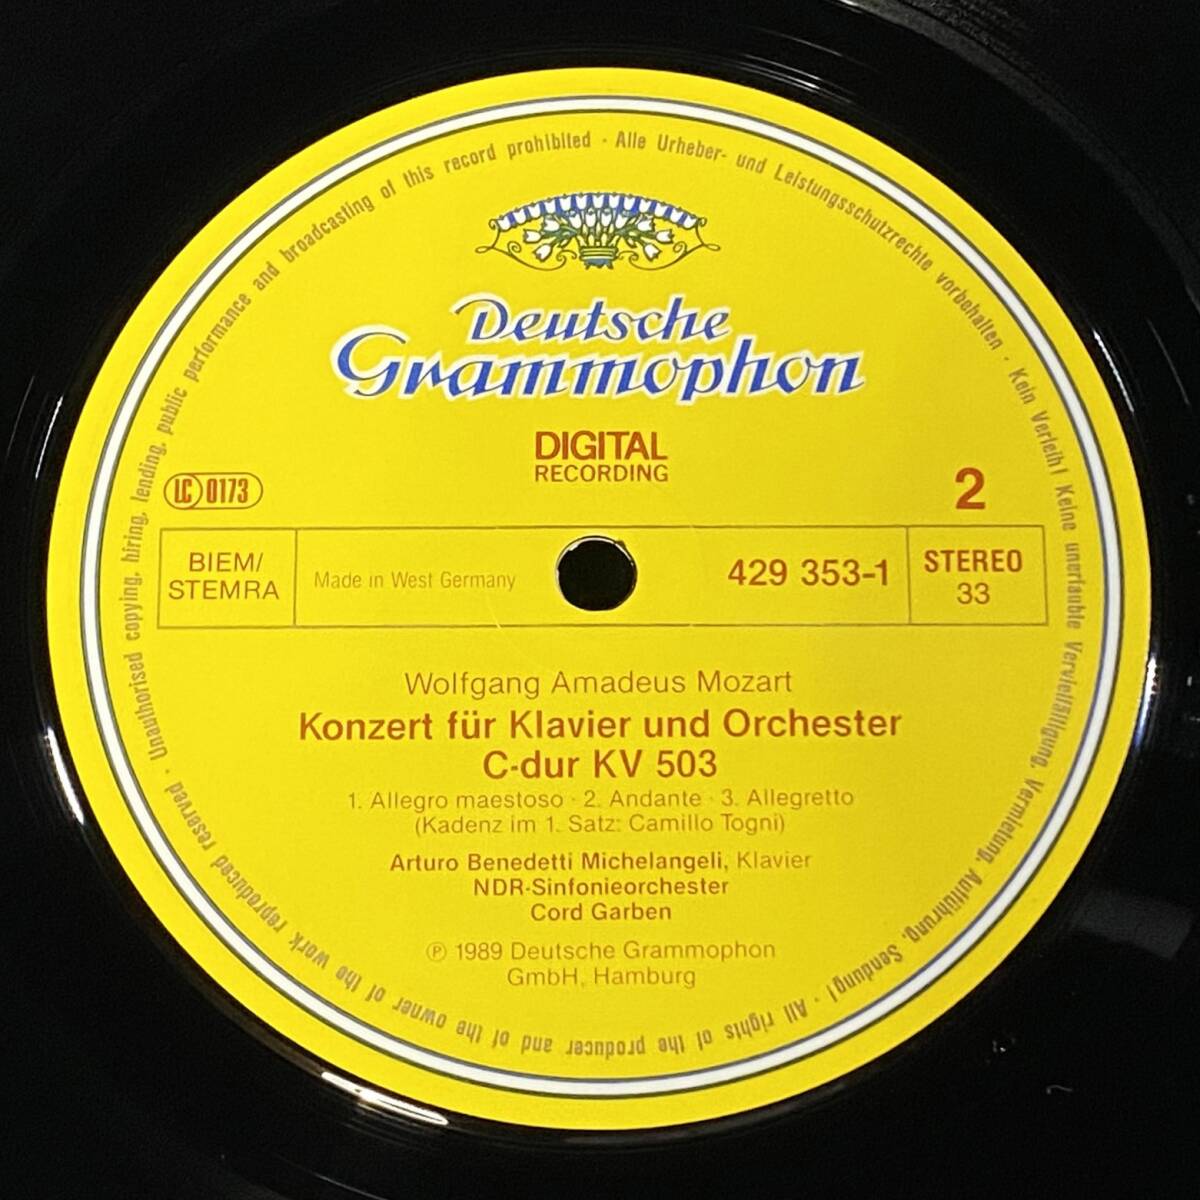 Deutsche
Grammophon
DIGITAL
RECORDING
LC 0173
2
BIEM/
STEMRA
Made in West Germany
429 353-1
STEREO
33
Wolfgang Amadeus Mozart
Konzert für Klavier und Orchester
C-dur KV 503
1. Allegro maestoso · 2. Andante · 3. Allegretto
(Kadenz im 1. Satz: Camillo Togni)
Arturo Benedetti Michelangeli, Klavier
NDR-Sinfonieorchester
Cord Garben
℗ 1989 Deutsche Grammophon
GmbH, Hamburg
Alle Urheber- und Leistungsschutzrechte vorbehalten · Kein Verleih! Keine unerlaubte Vervielfältigung, Vermietung, Aufführung, Sendung! · All rights of the producer and of the owner of the work reproduced reserved · Unauthorised copying, hiring, lending, public performance and broadcasting of this record prohibited ·